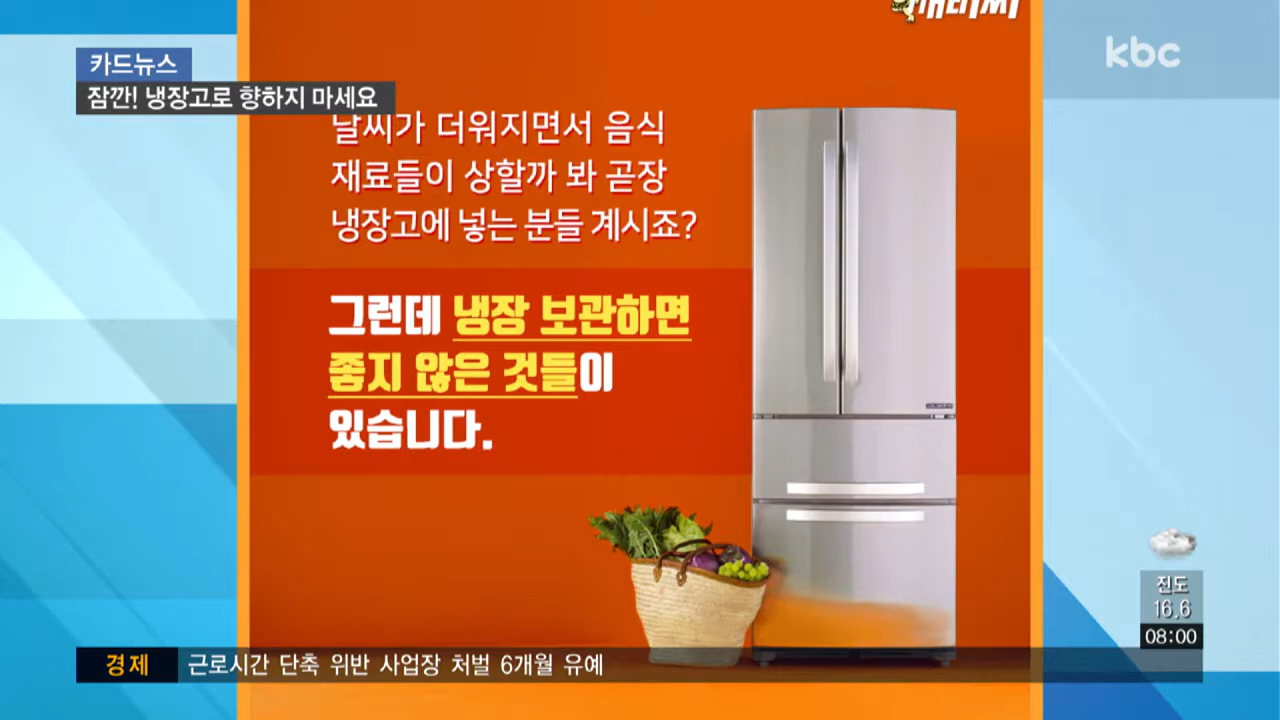 kbc
카드뉴스
잠깐! 냉장고로 향하지 마세요
날씨가 더워지면서 음식
재료들이 상할까 봐 곧장
냉장고에 넣는 분들 계시죠?
그런데 냉장 보관하면
좋지 않은 것들이
있습니다.
진도
16.6
08:00
경제 근로시간 단축 위반 사업장 처벌 6개월 유예